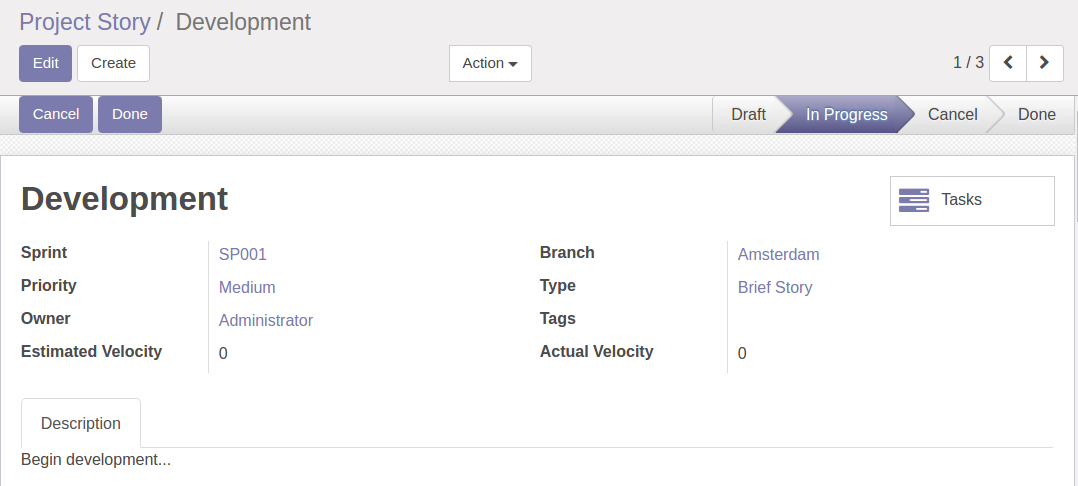 Project Story / Development
Edit Create Action 1 / 3
Cancel Done Draft In Progress Cancel Done
Development
Tasks
Sprint SP001 Branch Amsterdam
Priority Medium Type Brief Story
Owner Administrator Tags
Estimated Velocity 0 Actual Velocity 0
Description
Begin development...